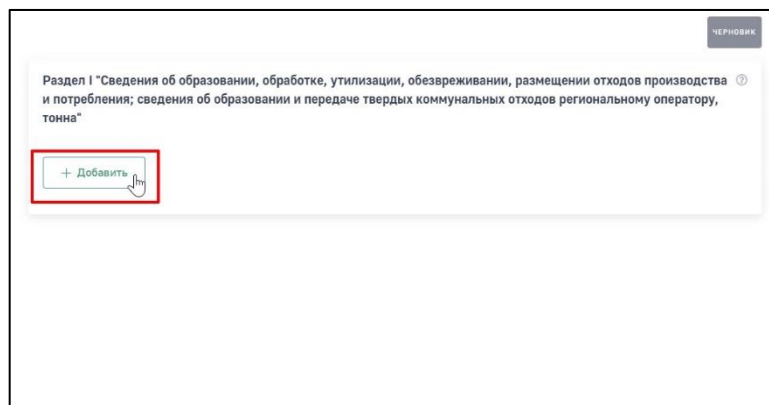 ЧЕРНОВИК
Раздел I "Сведения об образовании, обработке, утилизации, обезвреживании, размещении отходов производства
и потребления; сведения об образовании и передаче твердых коммунальных отходов региональному оператору,
тонна"
+ Добавить